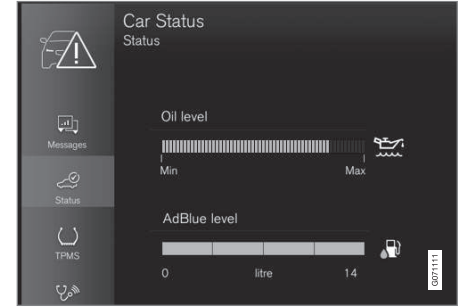 Car Status
Status
Messages
Status
TPMS
Oil level
Min Max
AdBlue level
0 litre 14
G071111